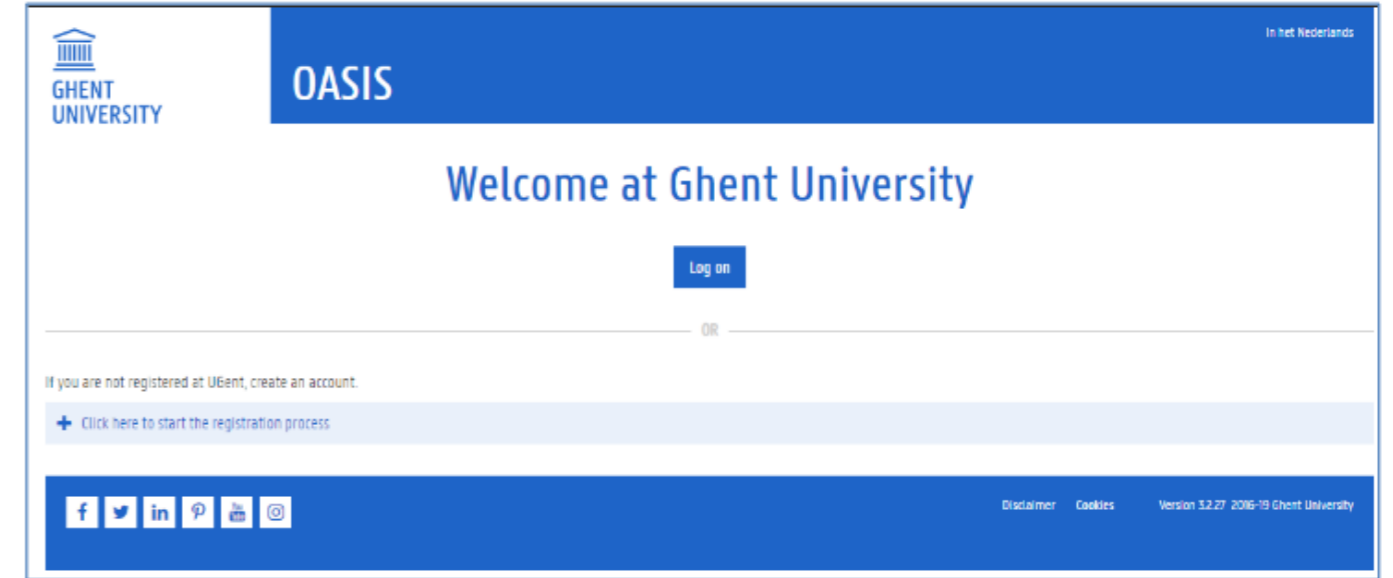 In het Nederlands
GHENT
UNIVERSITY
OASIS
Welcome at Ghent University
Log on
OR
If you are not registered at UGent, create an account.
+ Click here to start the registration process
Disclaimer Cookies Version 3.2.27 2016-19 Ghent University